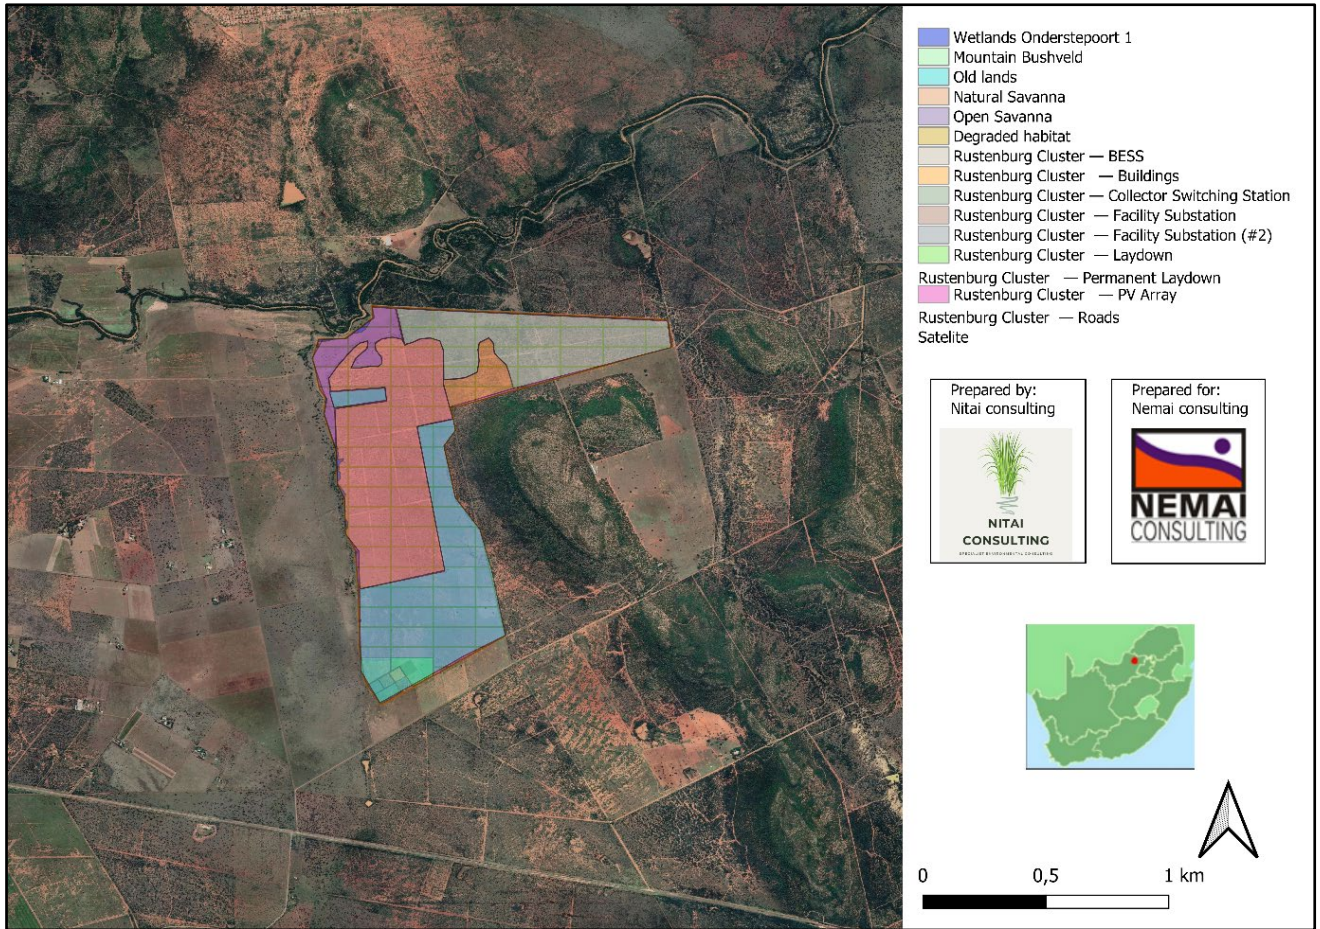 Wetlands Onderstepoort 1
Mountain Bushveld
Old lands
Natural Savanna
Open Savanna
Degraded habitat
Rustenburg Cluster — BESS
Rustenburg Cluster — Buildings
Rustenburg Cluster — Collector Switching Station
Rustenburg Cluster — Facility Substation
Rustenburg Cluster — Facility Substation (#2)
Rustenburg Cluster — Laydown
Rustenburg Cluster — Permanent Laydown
Rustenburg Cluster — PV Array
Rustenburg Cluster — Roads
Satelite
Prepared by:
Nitai consulting
NITAI
CONSULTING
SPECIALIST ENVIRONMENTAL CONSULTING
Prepared for:
Nemai consulting
NEMAI
CONSULTING
0 0,5 1 km